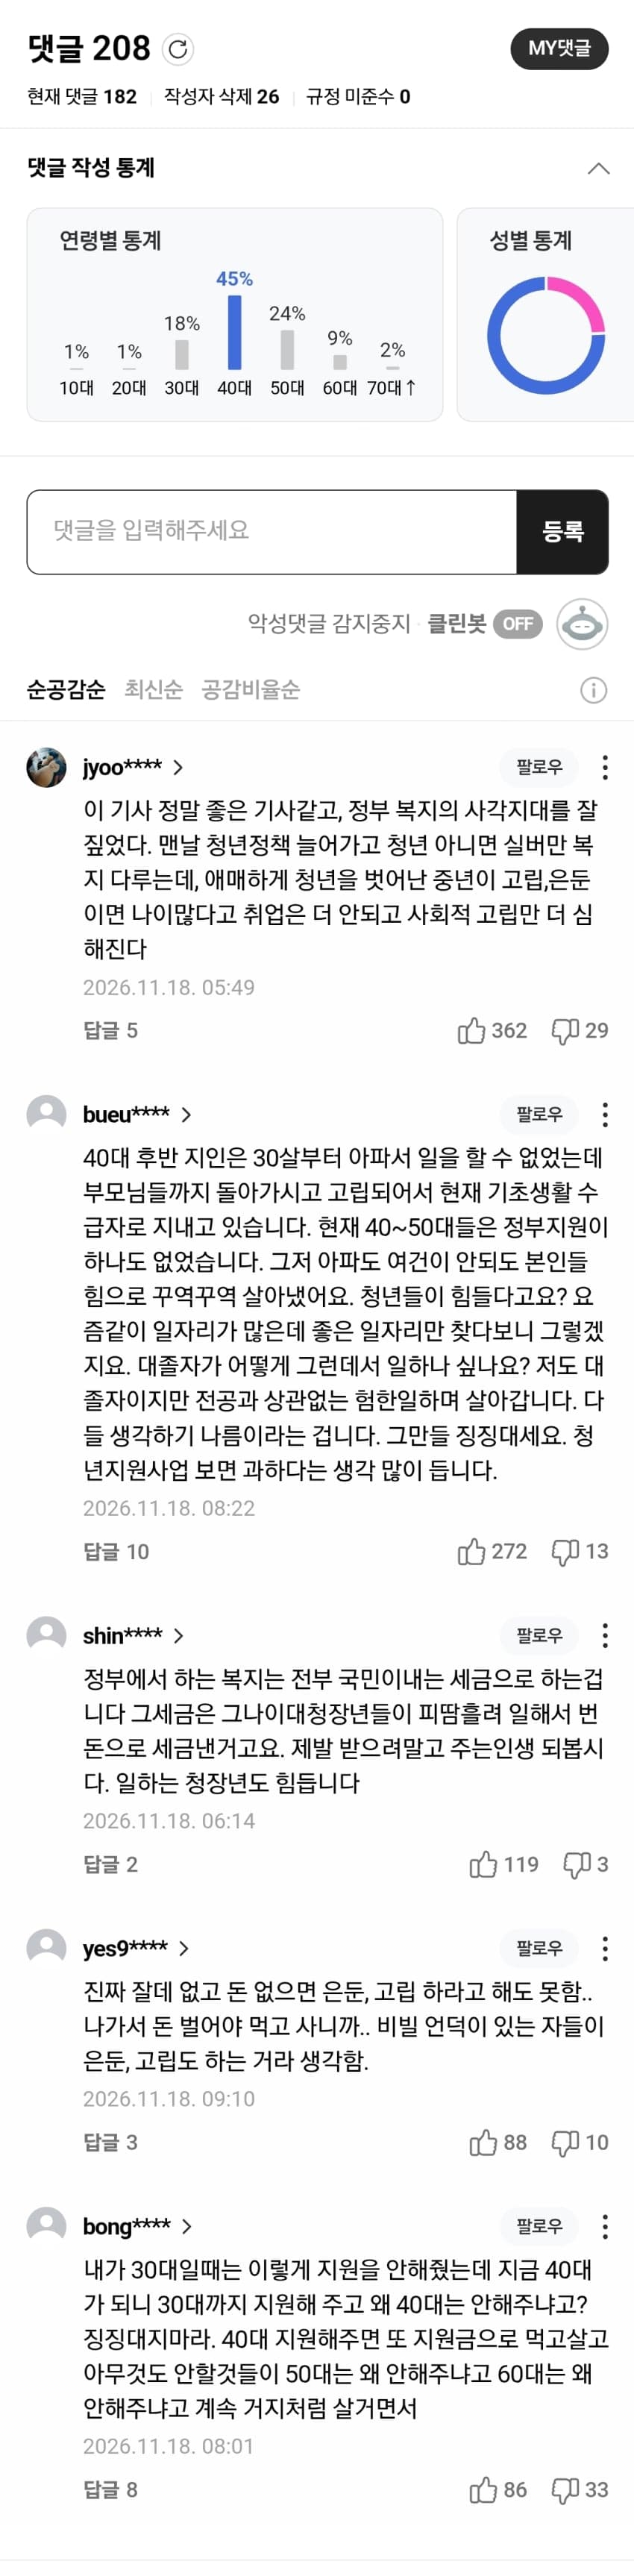 댓글 208
MY댓글
현재 댓글 182 작성자 삭제 26 규정 미준수 0
댓글 작성 통계
연령별 통계
45%
24%
18%
9%
1% 1% 2%
10대 20대 30대 40대 50대 60대 70대↑
성별 통계
댓글을 입력해주세요
등록
악성댓글 감지중지 · 클린봇 OFF
순공감순 최신순 공감비율순
jyoo**** 팔로우
이 기사 정말 좋은 기사같고, 정부 복지의 사각지대를 잘
짚었다. 맨날 청년정책 늘어가고 청년 아니면 실버만 복
지 다루는데, 애매하게 청년을 벗어난 중년이 고립,은둔
이면 나이많다고 취업은 더 안되고 사회적 고립만 더 심
해진다
2026.11.18. 05:49
답글 5 362 29
bueu**** 팔로우
40대 후반 지인은 30살부터 아파서 일을 할 수 없었는데
부모님들까지 돌아가시고 고립되어서 현재 기초생활 수
급자로 지내고 있습니다. 현재 40~50대들은 정부지원이
하나도 없었습니다. 그저 아파도 여건이 안되도 본인들
힘으로 꾸역꾸역 살아냈어요. 청년들이 힘들다고요? 요
즘같이 일자리가 많은데 좋은 일자리만 찾다보니 그렇겠
지요. 대졸자가 어떻게 그런데서 일하나 싶나요? 저도 대
졸자이지만 전공과 상관없는 험한일하며 살아갑니다. 다
들 생각하기 나름이라는 겁니다. 그만들 징징대세요. 청
년지원사업 보면 과하다는 생각 많이 듭니다.
2026.11.18. 08:22
답글 10 272 13
shin**** 팔로우
정부에서 하는 복지는 전부 국민이내는 세금으로 하는겁
니다 그세금은 그나이대청장년들이 피땀흘려 일해서 번
돈으로 세금낸거고요. 제발 받으려말고 주는인생 되봅시
다. 일하는 청장년도 힘듭니다
2026.11.18. 06:14
답글 2 119 3
yes9**** 팔로우
진짜 잘데 없고 돈 없으면 은둔, 고립 하라고 해도 못함..
나가서 돈 벌어야 먹고 사니까.. 비빌 언덕이 있는 자들이
은둔, 고립도 하는 거라 생각함.
2026.11.18. 09:10
답글 3 88 10
bong**** 팔로우
내가 30대일때는 이렇게 지원을 안해줬는데 지금 40대
가 되니 30대까지 지원해 주고 왜 40대는 안해주냐고?
징징대지마라. 40대 지원해주면 또 지원금으로 먹고살고
아무것도 안할것들이 50대는 왜 안해주냐고 60대는 왜
안해주냐고 계속 거지처럼 살거면서
2026.11.18. 08:01
답글 8 86 33